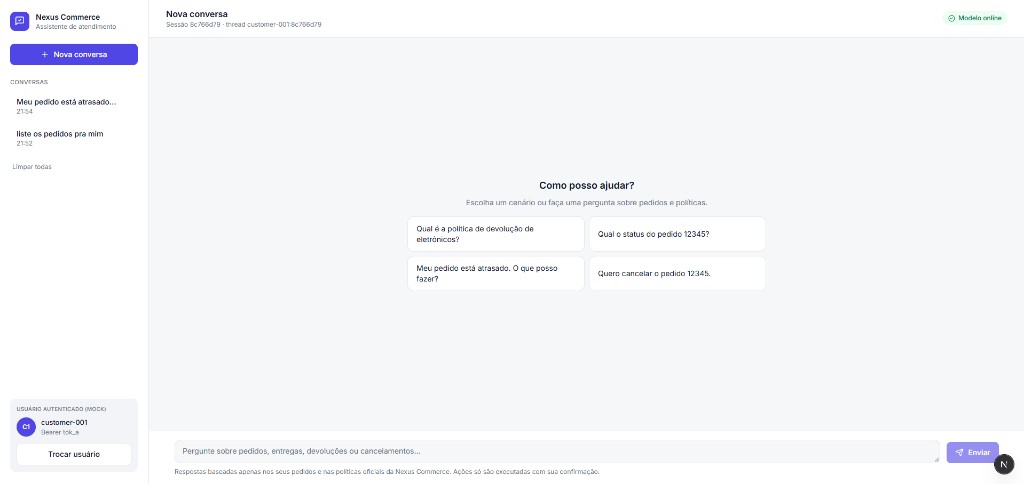 Nexus Commerce
Assistente de atendimento
+ Nova conversa
CONVERSAS
Meu pedido está atrasado...
21:54
liste os pedidos pra mim
21:52
Limpar todas
USUÁRIO AUTENTICADO (MOCK)
C1
customer-001
Bearer tok_a
Trocar usuário
Nova conversa
Sessão 8c766d79 · thread customer-001:8c766d79
Modelo online
Como posso ajudar?
Escolha um cenário ou faça uma pergunta sobre pedidos e políticas.
Qual é a política de devolução de
eletrônicos?
Qual o status do pedido 12345?
Meu pedido está atrasado. O que posso
fazer?
Quero cancelar o pedido 12345.
Pergunte sobre pedidos, entregas, devoluções ou cancelamentos...
Enviar
N
Respostas baseadas apenas nos seus pedidos e nas políticas oficiais da Nexus Commerce. Ações só são executadas com sua confirmação.